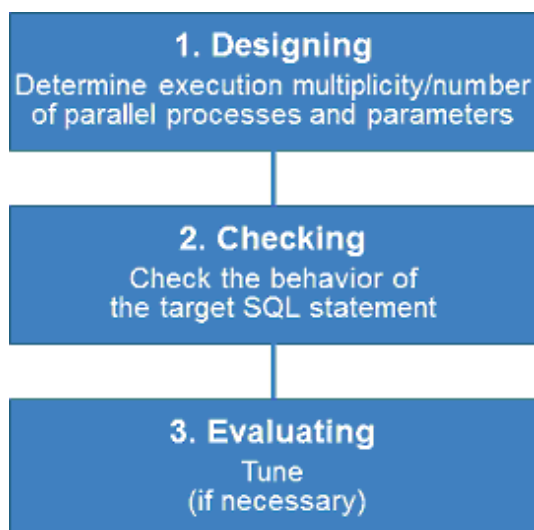 1. Designing
Determine execution multiplicity/number
of parallel processes and parameters
2. Checking
Check the behavior of
the target SQL statement
3. Evaluating
Tune
(if necessary)